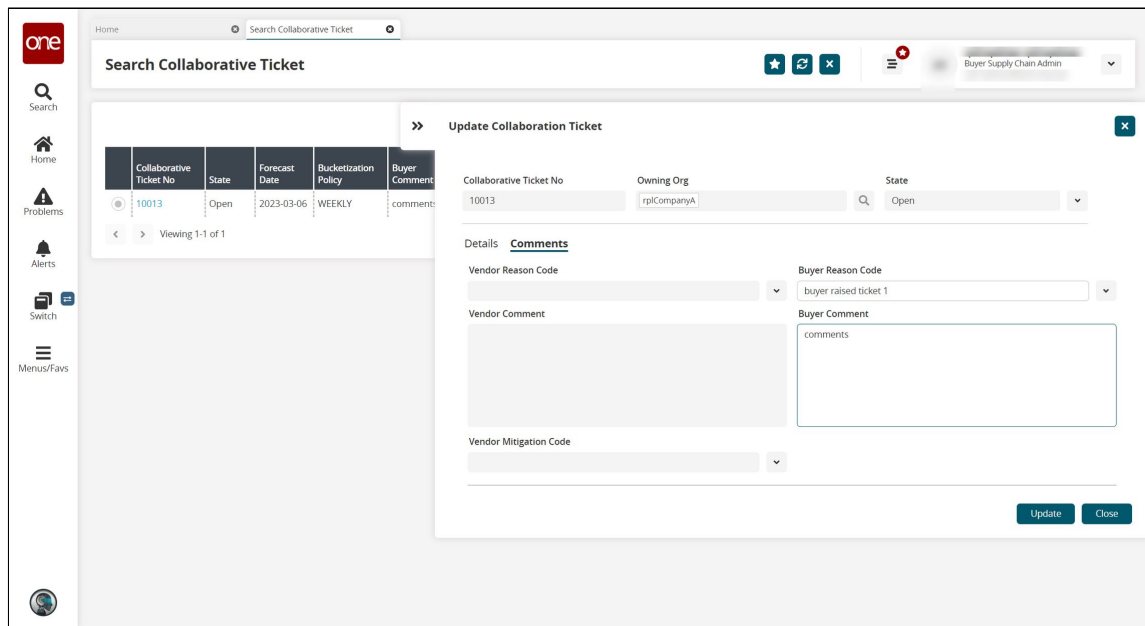 one
Search
Home
Problems
Alerts
Switch
Menus/Favs
Home
Search Collaborative Ticket
Search Collaborative Ticket
Buyer Supply Chain Admin
Collaborative Ticket No
State
Forecast Date
Bucketization Policy
Buyer Comment
10013
Open
2023-03-06
WEEKLY
comments
Viewing 1-1 of 1
Update Collaboration Ticket
Collaborative Ticket No
Owning Org
State
10013
rplCompanyA
Open
Details
Comments
Vendor Reason Code
Buyer Reason Code
buyer raised ticket 1
Vendor Comment
Buyer Comment
comments
Vendor Mitigation Code
Update
Close